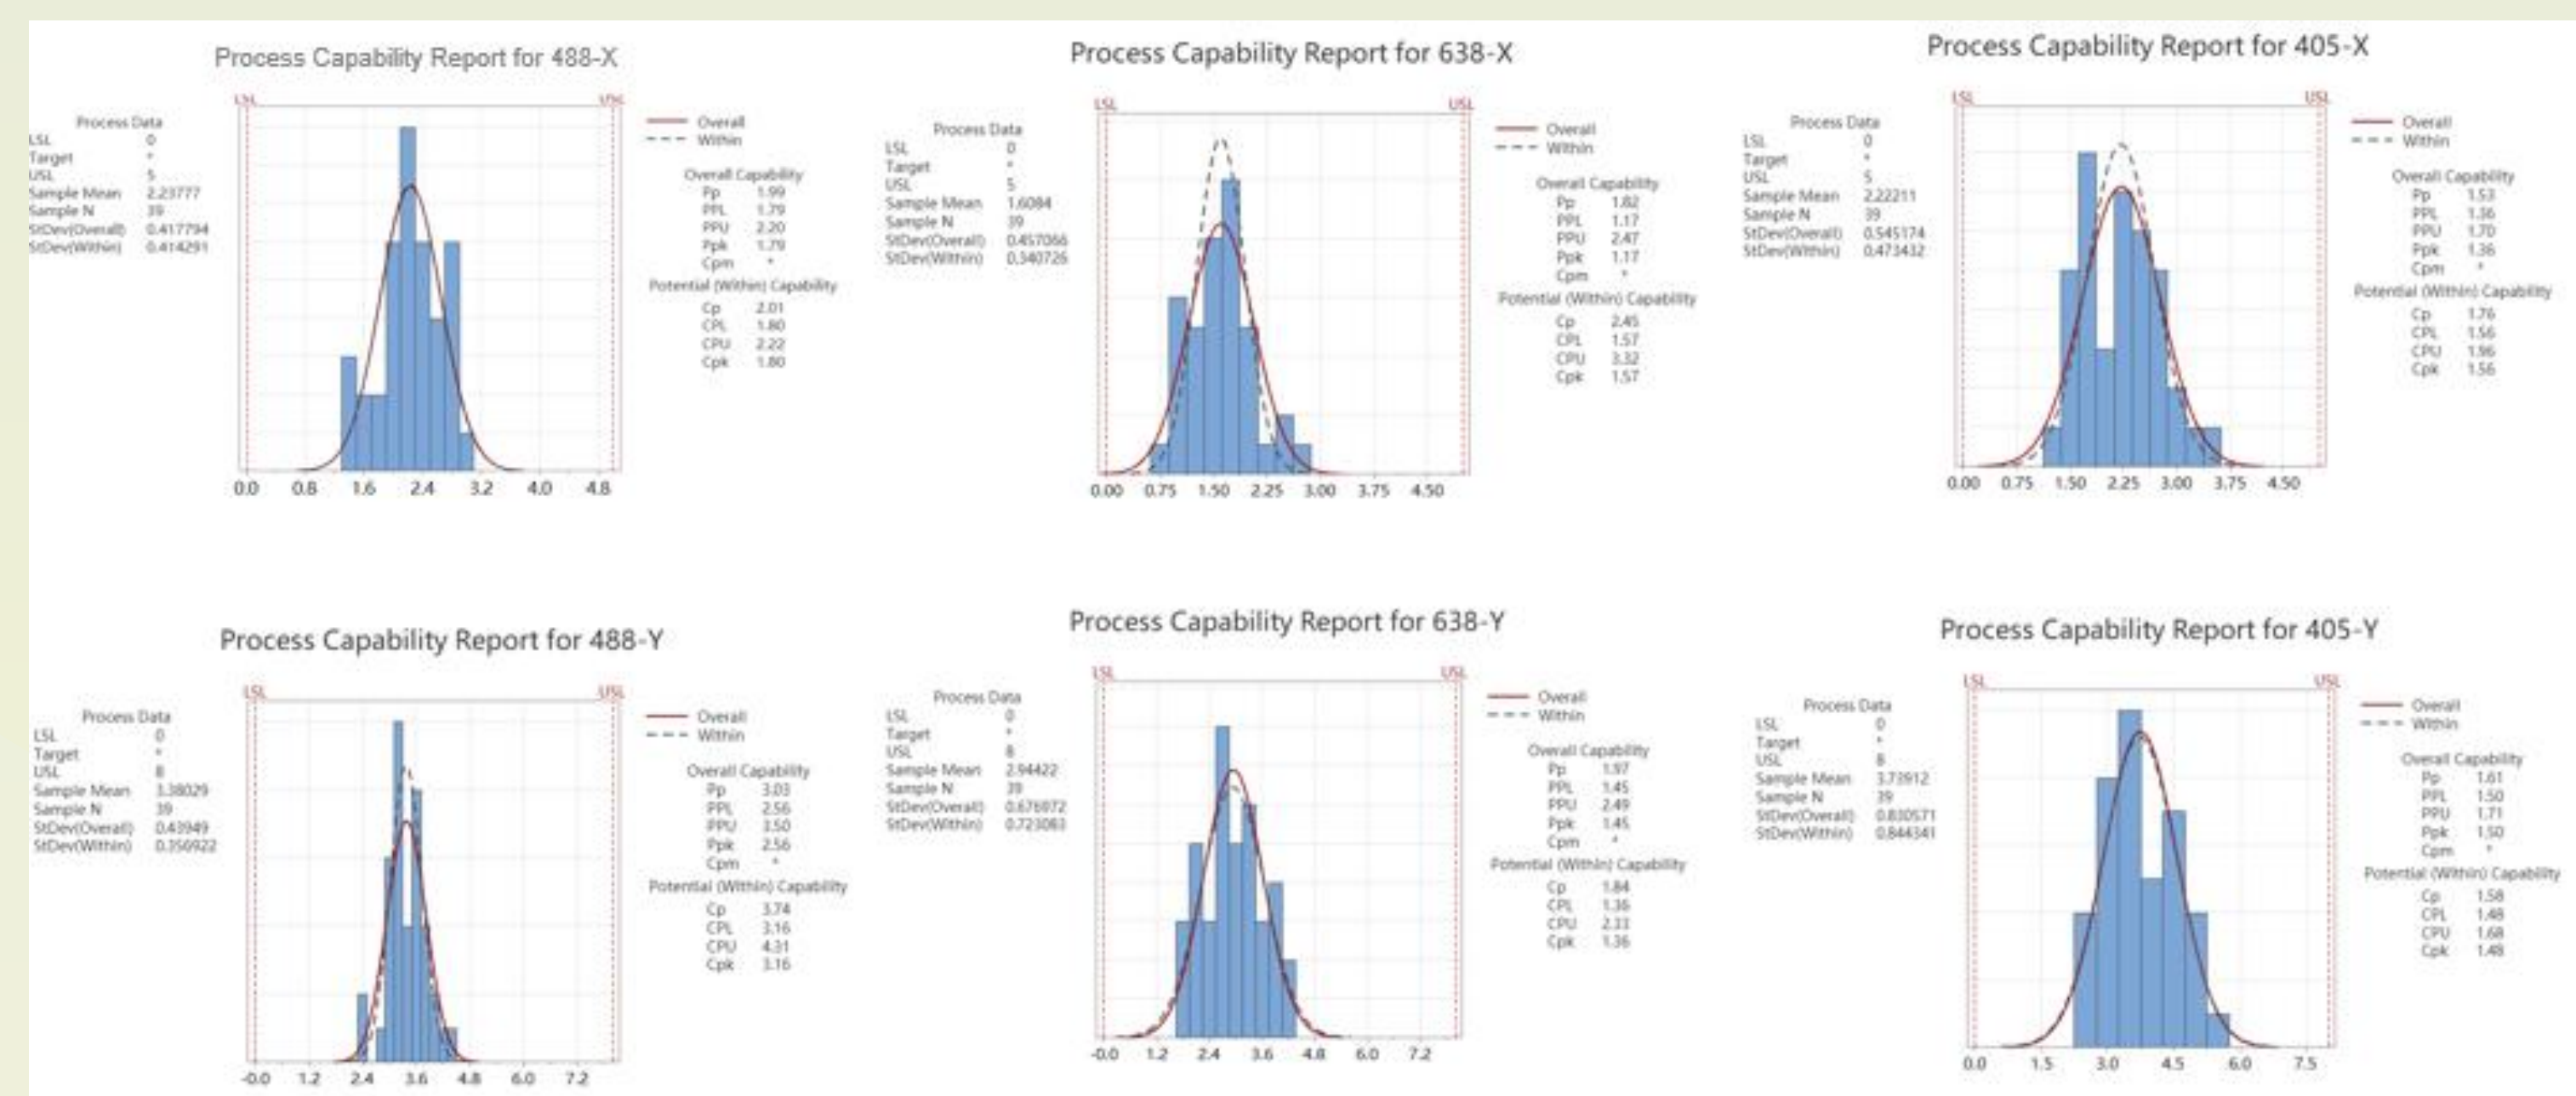 Process Capability Report for 488-X
LSL
USL
Process Data
LSL 0
Target *
USL 5
Sample Mean 2.23777
Sample N 39
StDev(Overall) 0.417794
StDev(Within) 0.414291
Overall
Within
Overall Capability
Pp 1.99
PPL 1.79
PPU 2.20
Ppk 1.79
Cpm *
Potential (Within) Capability
Cp 2.01
CPL 1.80
CPU 2.22
Cpk 1.80
0.0 0.8 1.6 2.4 3.2 4.0 4.8
Process Capability Report for 638-X
LSL
USL
Process Data
LSL 0
Target *
USL 5
Sample Mean 1.6084
Sample N 39
StDev(Overall) 0.457066
StDev(Within) 0.340726
Overall
Within
Overall Capability
Pp 1.82
PPL 1.17
PPU 2.47
Ppk 1.17
Cpm *
Potential (Within) Capability
Cp 2.45
CPL 1.57
CPU 3.32
Cpk 1.57
0.00 0.75 1.50 2.25 3.00 3.75 4.50
Process Capability Report for 405-X
LSL
USL
Process Data
LSL 0
Target *
USL 5
Sample Mean 2.22211
Sample N 39
StDev(Overall) 0.545174
StDev(Within) 0.473432
Overall
Within
Overall Capability
Pp 1.53
PPL 1.36
PPU 1.70
Ppk 1.36
Cpm *
Potential (Within) Capability
Cp 1.76
CPL 1.56
CPU 1.96
Cpk 1.56
0.00 0.75 1.50 2.25 3.00 3.75 4.50
Process Capability Report for 488-Y
LSL
USL
Process Data
LSL 0
Target *
USL 8
Sample Mean 3.38029
Sample N 39
StDev(Overall) 0.43949
StDev(Within) 0.356922
Overall
Within
Overall Capability
Pp 3.03
PPL 2.56
PPU 3.50
Ppk 2.56
Cpm *
Potential (Within) Capability
Cp 3.74
CPL 3.16
CPU 4.31
Cpk 3.16
-0.0 1.2 2.4 3.6 4.8 6.0 7.2
Process Capability Report for 638-Y
LSL
USL
Process Data
LSL 0
Target *
USL 8
Sample Mean 2.94422
Sample N 39
StDev(Overall) 0.676972
StDev(Within) 0.723083
Overall
Within
Overall Capability
Pp 1.97
PPL 1.45
PPU 2.49
Ppk 1.45
Cpm *
Potential (Within) Capability
Cp 1.84
CPL 1.36
CPU 2.33
Cpk 1.36
-0.0 1.2 2.4 3.6 4.8 6.0 7.2
Process Capability Report for 405-Y
LSL
USL
Process Data
LSL 0
Target *
USL 8
Sample Mean 3.73912
Sample N 39
StDev(Overall) 0.830571
StDev(Within) 0.844341
Overall
Within
Overall Capability
Pp 1.61
PPL 1.50
PPU 1.71
Ppk 1.50
Cpm *
Potential (Within) Capability
Cp 1.58
CPL 1.48
CPU 1.68
Cpk 1.48
0.0 1.5 3.0 4.5 6.0 7.5